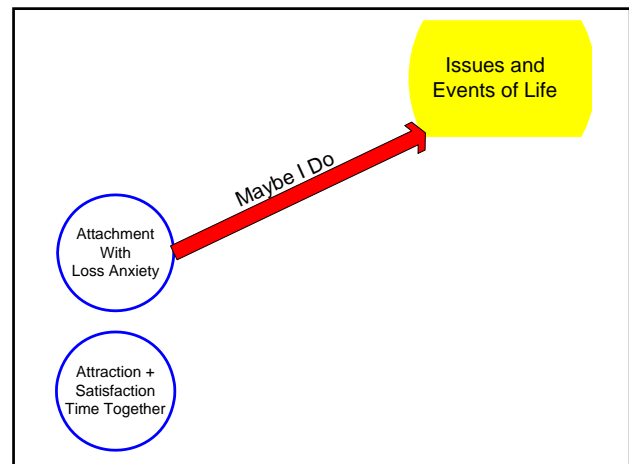 Issues and
Events of Life
Maybe I Do
Attachment
With
Loss Anxiety
Attraction +
Satisfaction
Time Together